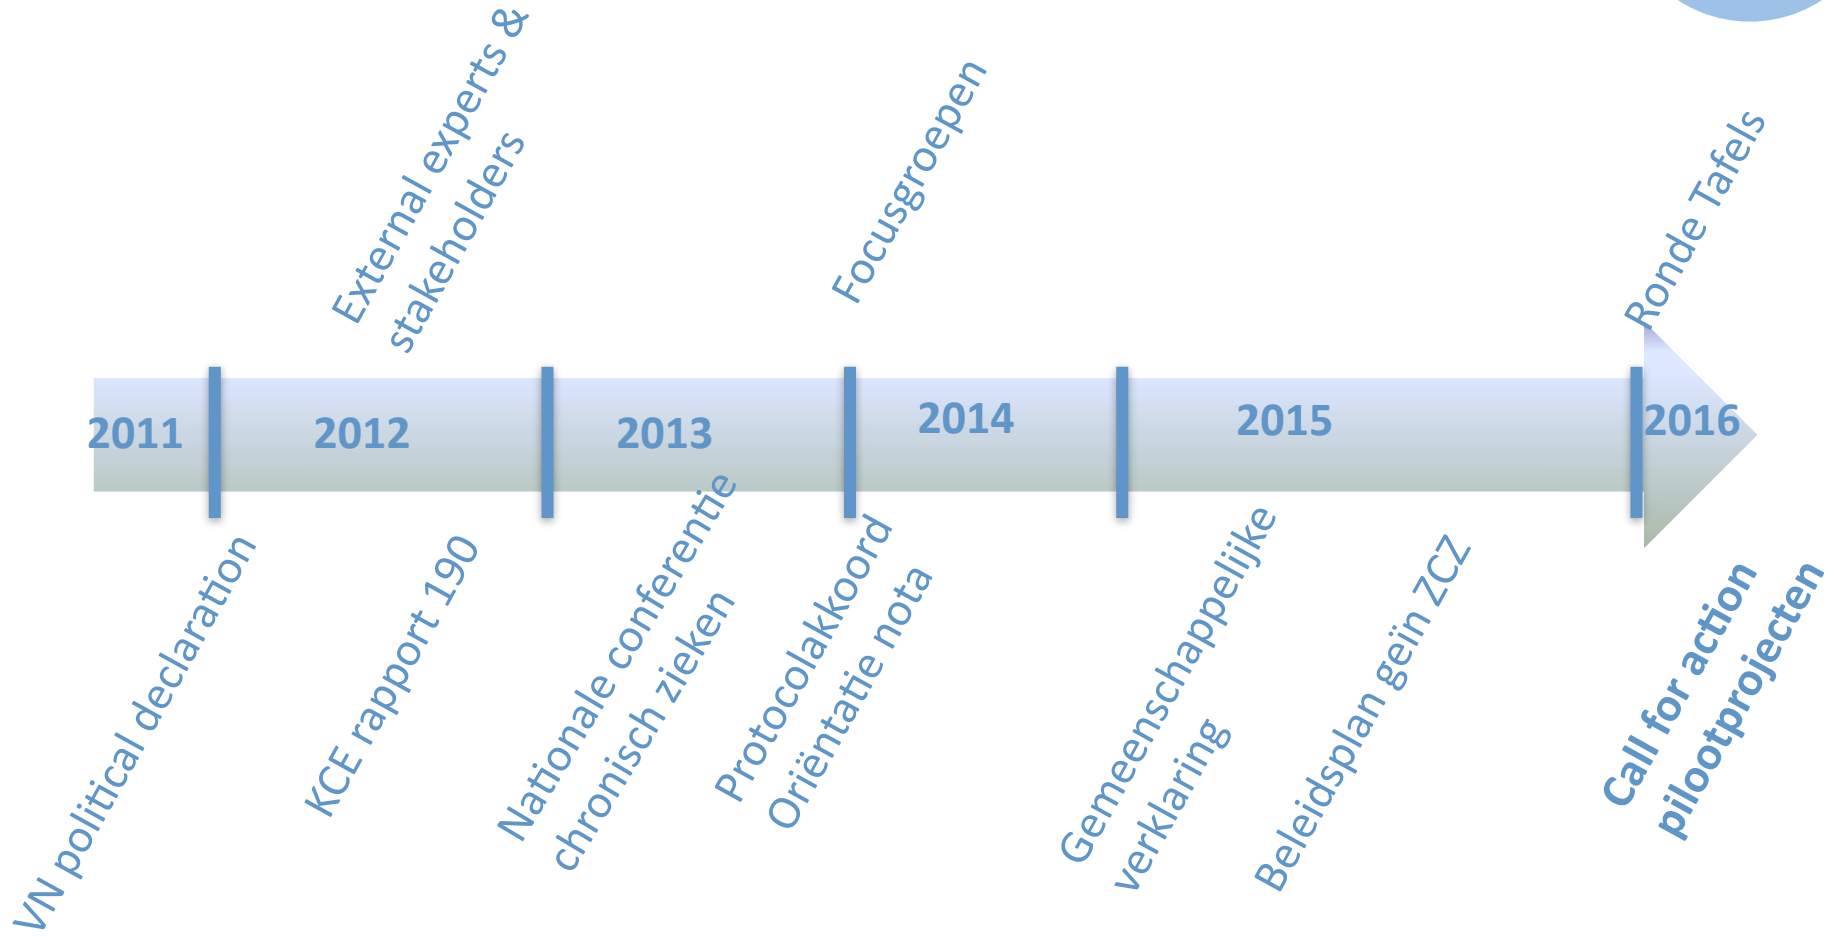 External experts &
stakeholders
Focusgroepen
Ronde Tafels
2011
2012
2013
2014
2015
2016
VN political declaration
KCE rapport 190
Nationale conferentie
chronisch zieken
Protocolakkoord
Oriëntatie nota
Gemeenschappelijke
verklaring
Beleidsplan geïn ZCZ
Call for action
pilootprojecten